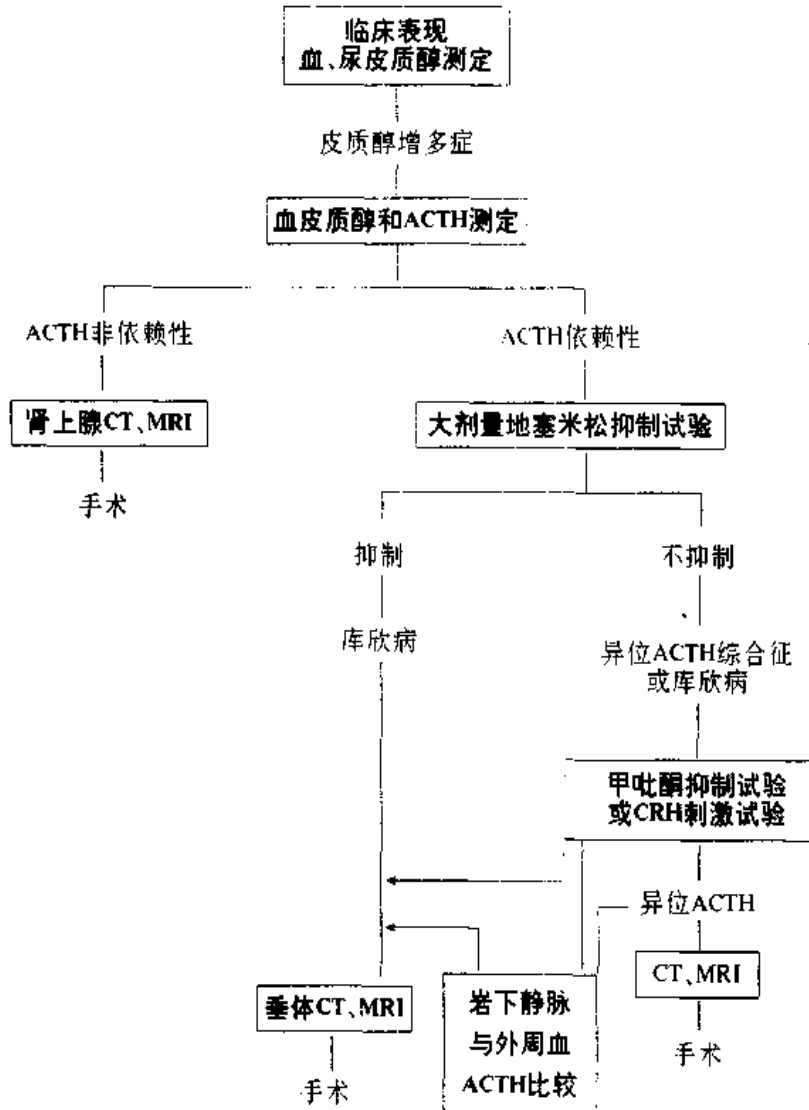 临床表现
血、尿皮质醇测定
皮质醇增多症
血皮质醇和ACTH测定
ACTH非依赖性
ACTH依赖性
肾上腺CT、MRI
大剂量地塞米松抑制试验
手术
抑制
不抑制
库欣病
异位ACTH综合征
或库欣病
甲吡酮抑制试验
或CRH刺激试验
异位ACTH
CT、MRI
垂体CT、MRI
岩下静脉
与外周血
ACTH比较
手术
手术